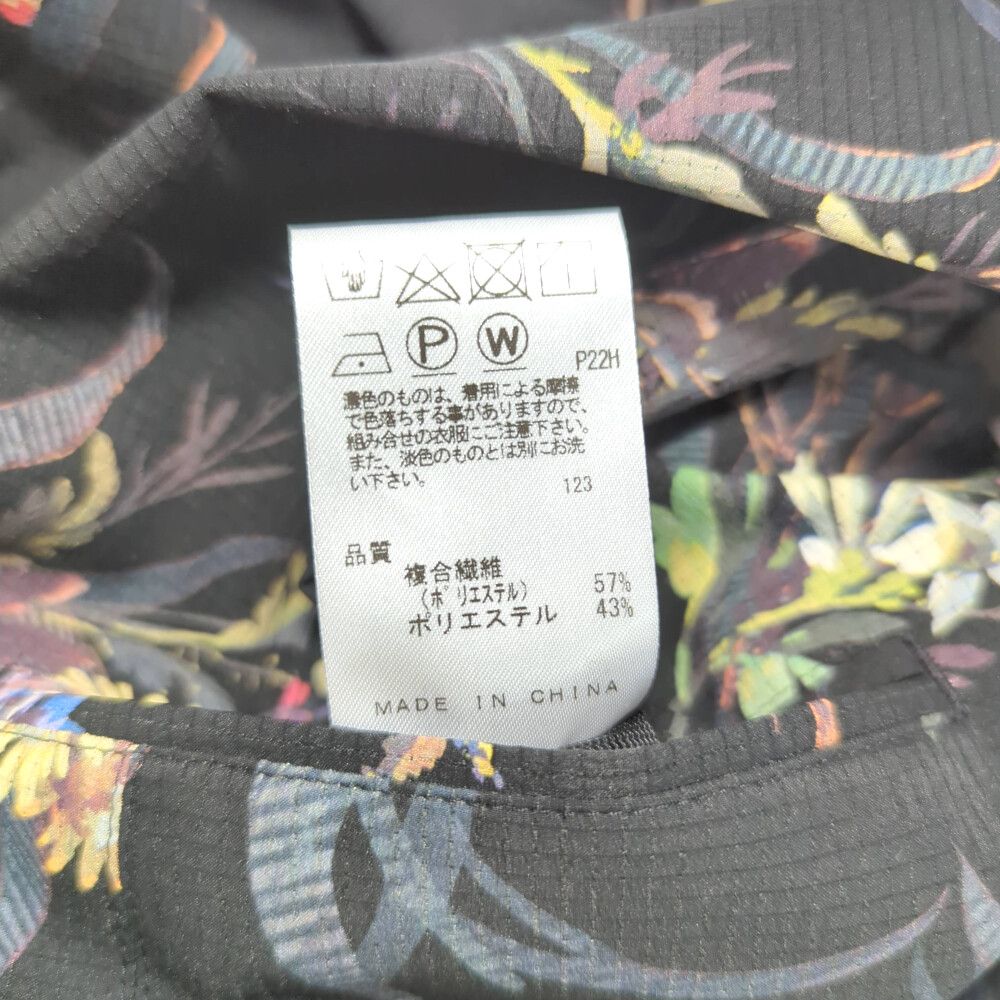 P
W
P22H
濃色のものは、着用による摩擦
で色落ちする事がありますので、
組み合せの衣服にご注意下さい。
また、淡色のものとは別にお洗
い下さい。
123
品質
複合繊維
(ポリエステル) 57%
ポリエステル 43%
MADE IN CHINA